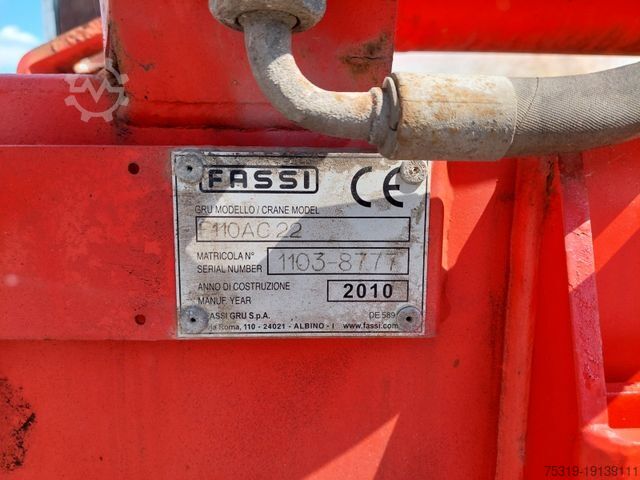 FASSI CE
GRU MODELLO / CRANE MODEL
F110AC 22
MATRICOLA N°
SERIAL NUMBER 1103-8777
ANNO DI COSTRUZIONE
MANUF. YEAR 2010
FASSI GRU S.p.A. DE 589
Via Roma, 110 - 24021 - ALBINO - I www.fassi.com
75319-19139111